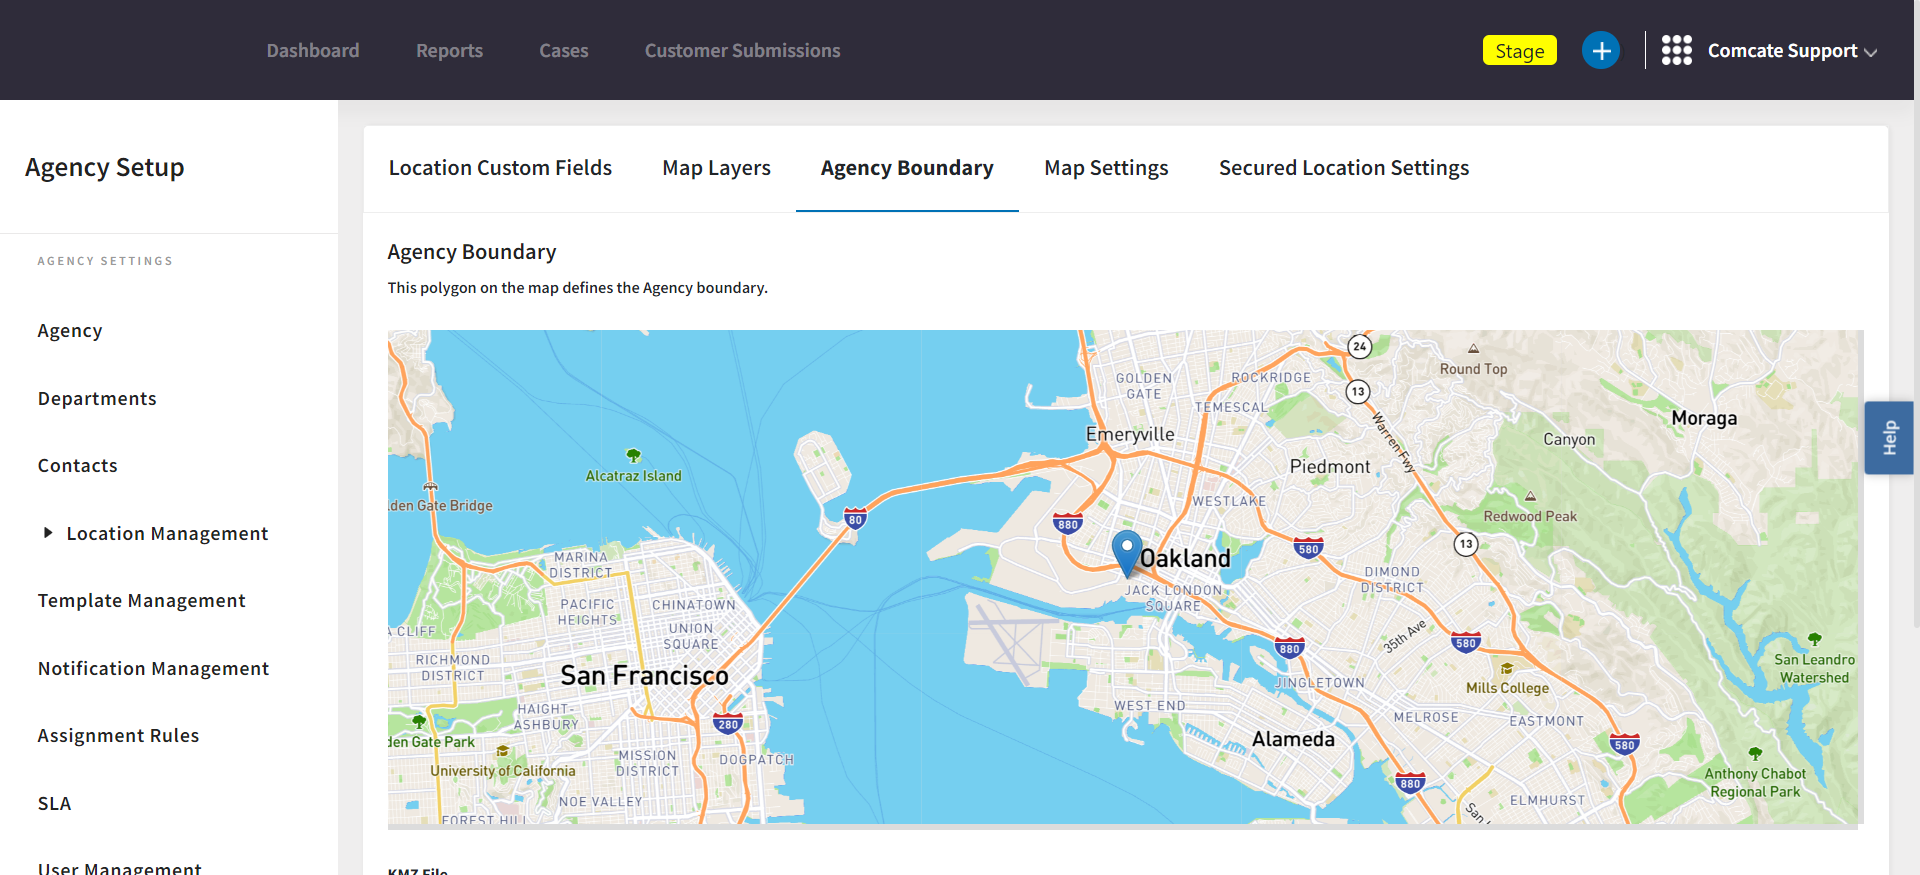 Dashboard
Reports
Cases
Customer Submissions
Stage
Comcate Support
Agency Setup
AGENCY SETTINGS
Agency
Departments
Contacts
Location Management
Template Management
Notification Management
Assignment Rules
SLA
User Management
Location Custom Fields
Map Layers
Agency Boundary
Map Settings
Secured Location Settings
Agency Boundary
This polygon on the map defines the Agency boundary.
24
Round Top
GOLDEN
GATE
ROCKRIDGE
13
TEMESCAL
Moraga
Emeryville
Warren Fwy
Canyon
Piedmont
Alcatraz Island
den Gate Bridge
WESTLAKE
80
880
Redwood Peak
580
13
Oakland
MARINA
DISTRICT
DIMOND
DISTRICT
JACK LONDON
SQUARE
PACIFIC
HEIGHTS
CHINATOWN
A CLIFF
UNION
SQUARE
35th Ave
880
580
RICHMOND
DISTRICT
San Francisco
San Leandro
Watershed
JINGLETOWN
Mills College
HAIGHT-
ASHBURY
280
WEST END
MELROSE
EASTMONT
den Gate Park
Alameda
580
MISSION
DISTRICT
DOGPATCH
University of California
Anthony Chabot
Regional Park
880
NOE VALLEY
ELMHURST
FOREST HILL
San L
Help
KMZ File